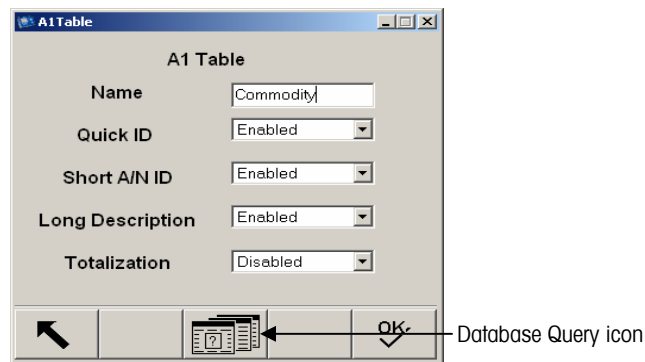 A1Table
A1 Table
Name Commodity
Quick ID Enabled
Short A/N ID Enabled
Long Description Enabled
Totalization Disabled
?
OK
Database Query icon